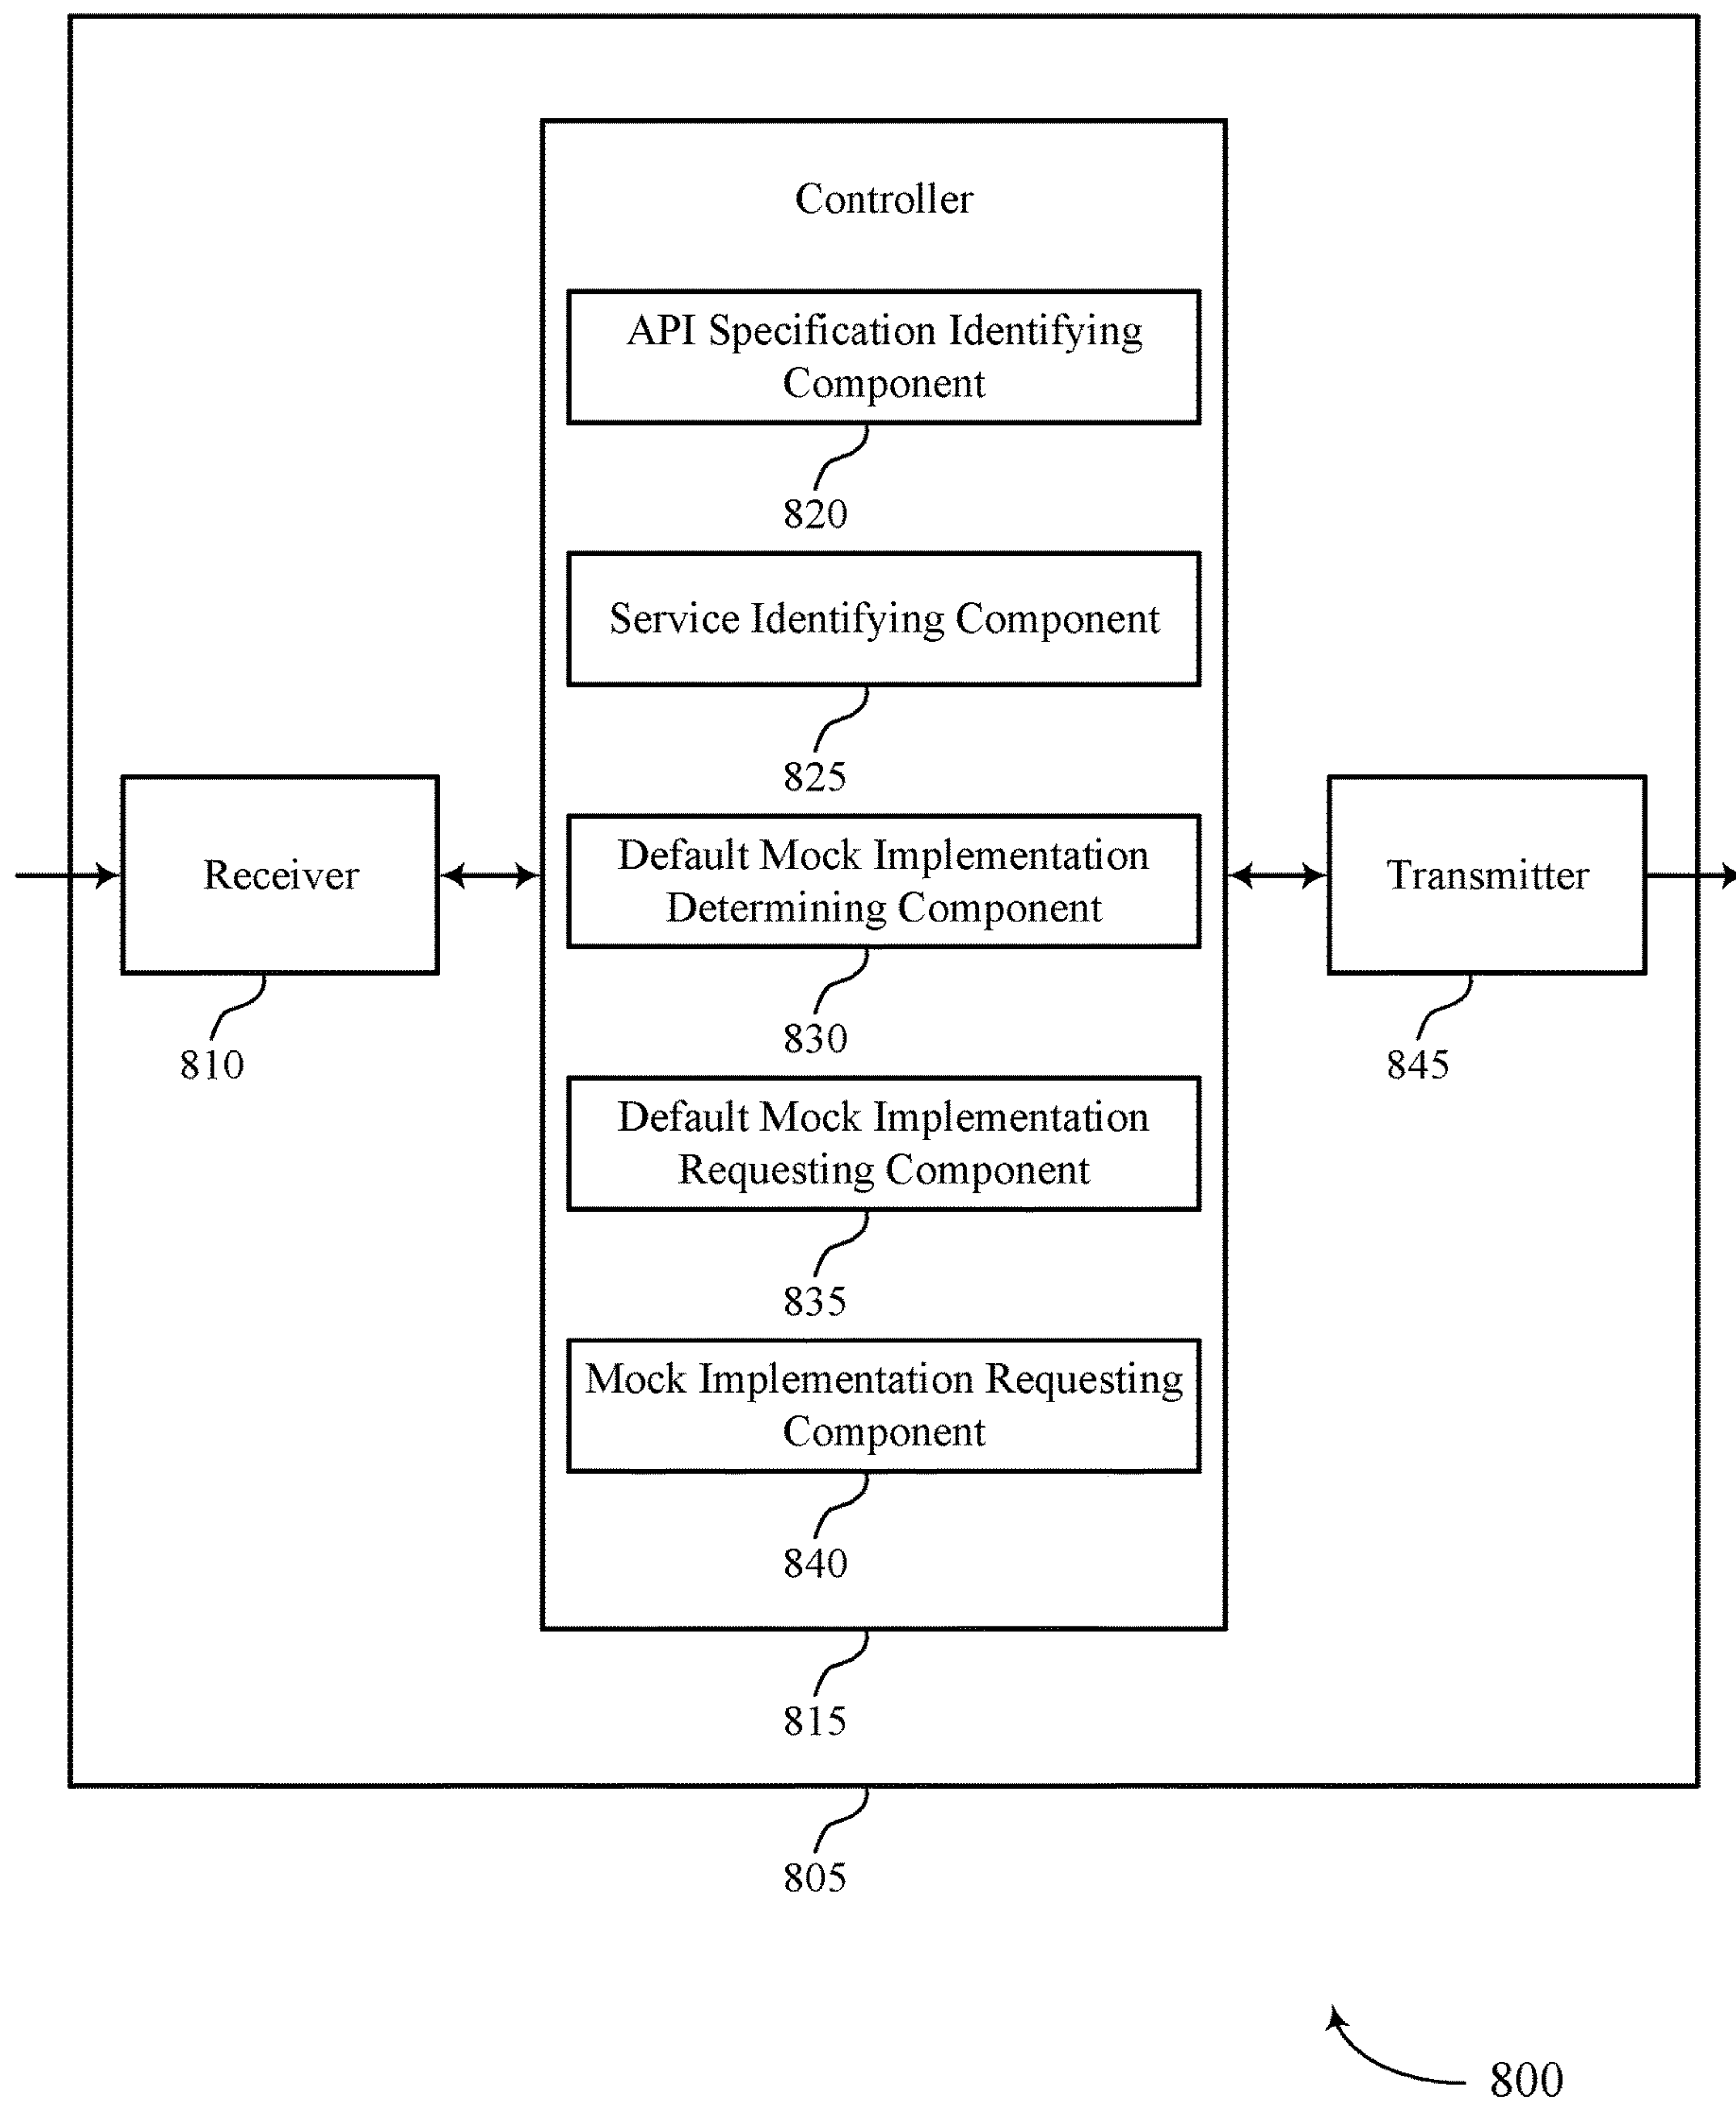 Controller
API Specification Identifying
Component
820
Service Identifying Component
825
Receiver
810
Default Mock Implementation
Determining Component
830
Transmitter
845
Default Mock Implementation
Requesting Component
835
Mock Implementation Requesting
Component
840
815
805
800